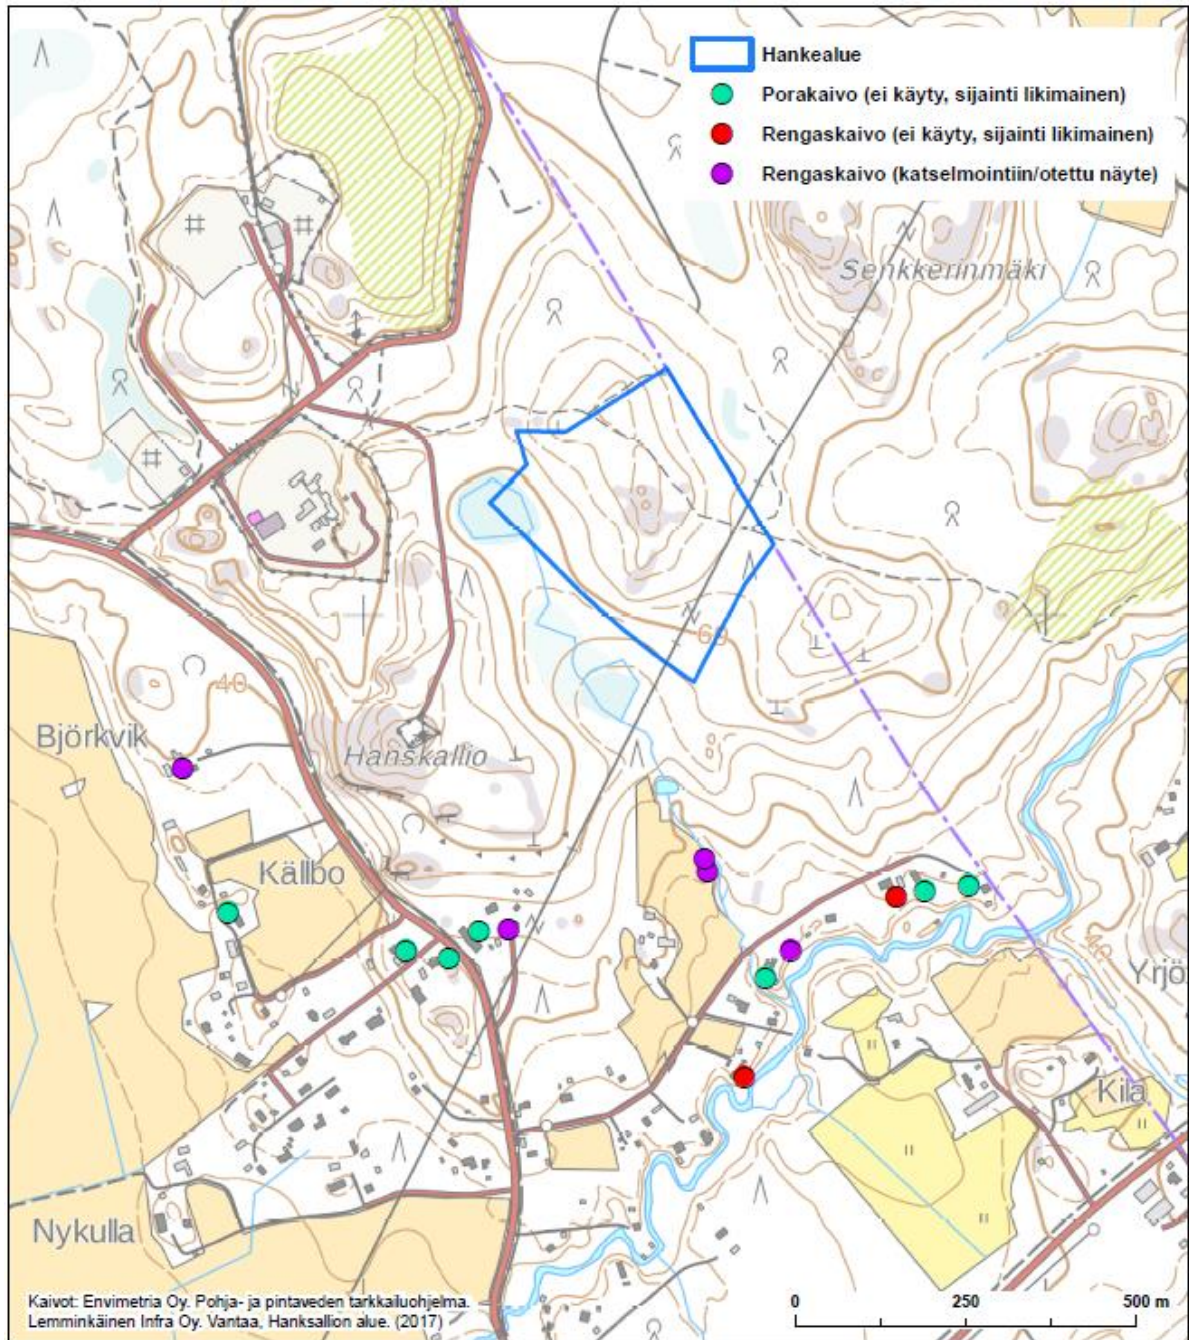 Hankealue
Porakaivo (ei käyty, sijainti likimainen)
Rengaskaivo (ei käyty, sijainti likimainen)
Rengaskaivo (katselmointiin/otettu näyte)
Senkkerinmäki
60
40
Björkvik
Hanskallio
Källbo
Yrjö
Kila
Nykulla
Kaivot: Envimetria Oy. Pohja- ja pintaveden tarkkailuohjelma.
Lemminkäinen Infra Oy. Vantaa, Hanksallion alue. (2017)
0 250 500 m